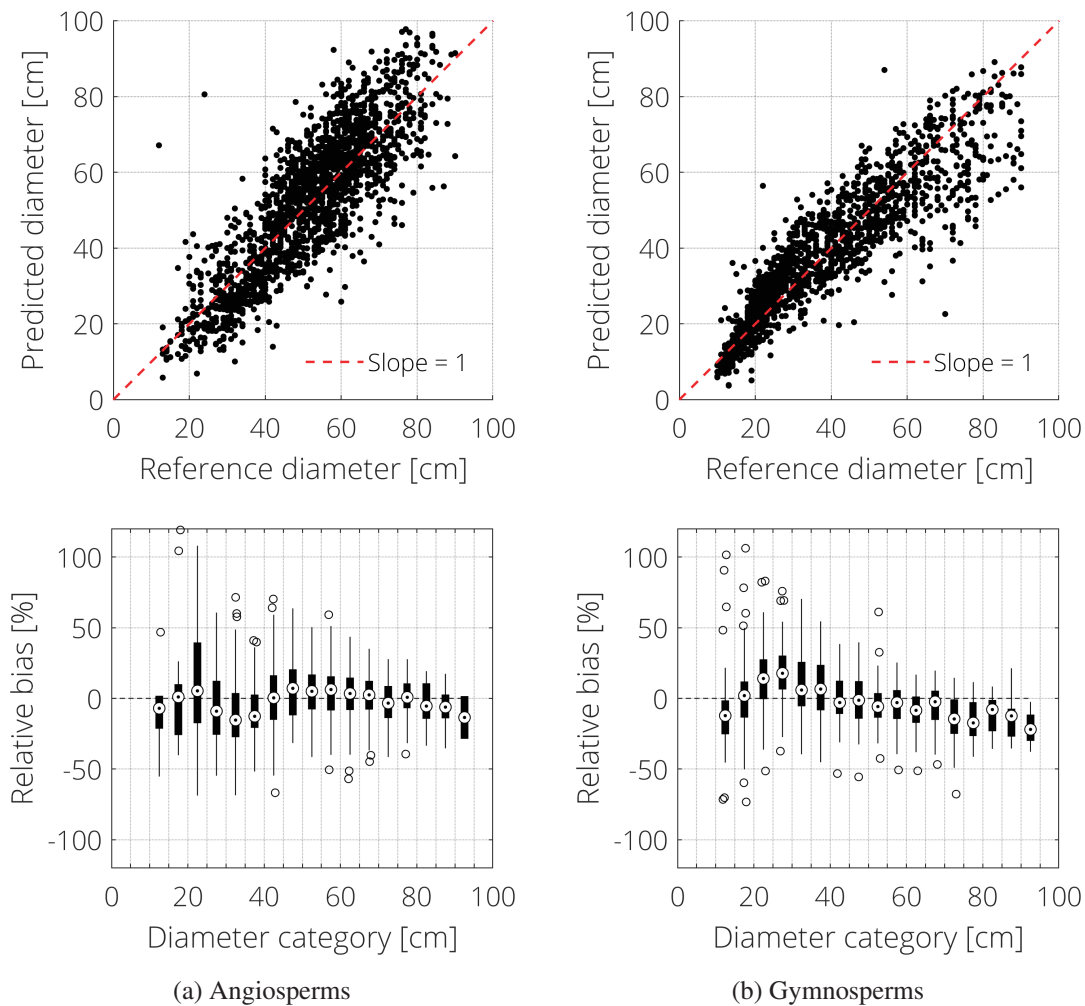 100
80
60
40
20
0
Predicted diameter [cm]
Slope = 1
0 20 40 60 80 100
Reference diameter [cm]
100
80
60
40
20
0
Predicted diameter [cm]
Slope = 1
0 20 40 60 80 100
Reference diameter [cm]
100
50
0
-50
-100
Relative bias [%]
0 20 40 60 80 100
Diameter category [cm]
(a) Angiosperms
100
50
0
-50
-100
Relative bias [%]
0 20 40 60 80 100
Diameter category [cm]
(b) Gymnosperms